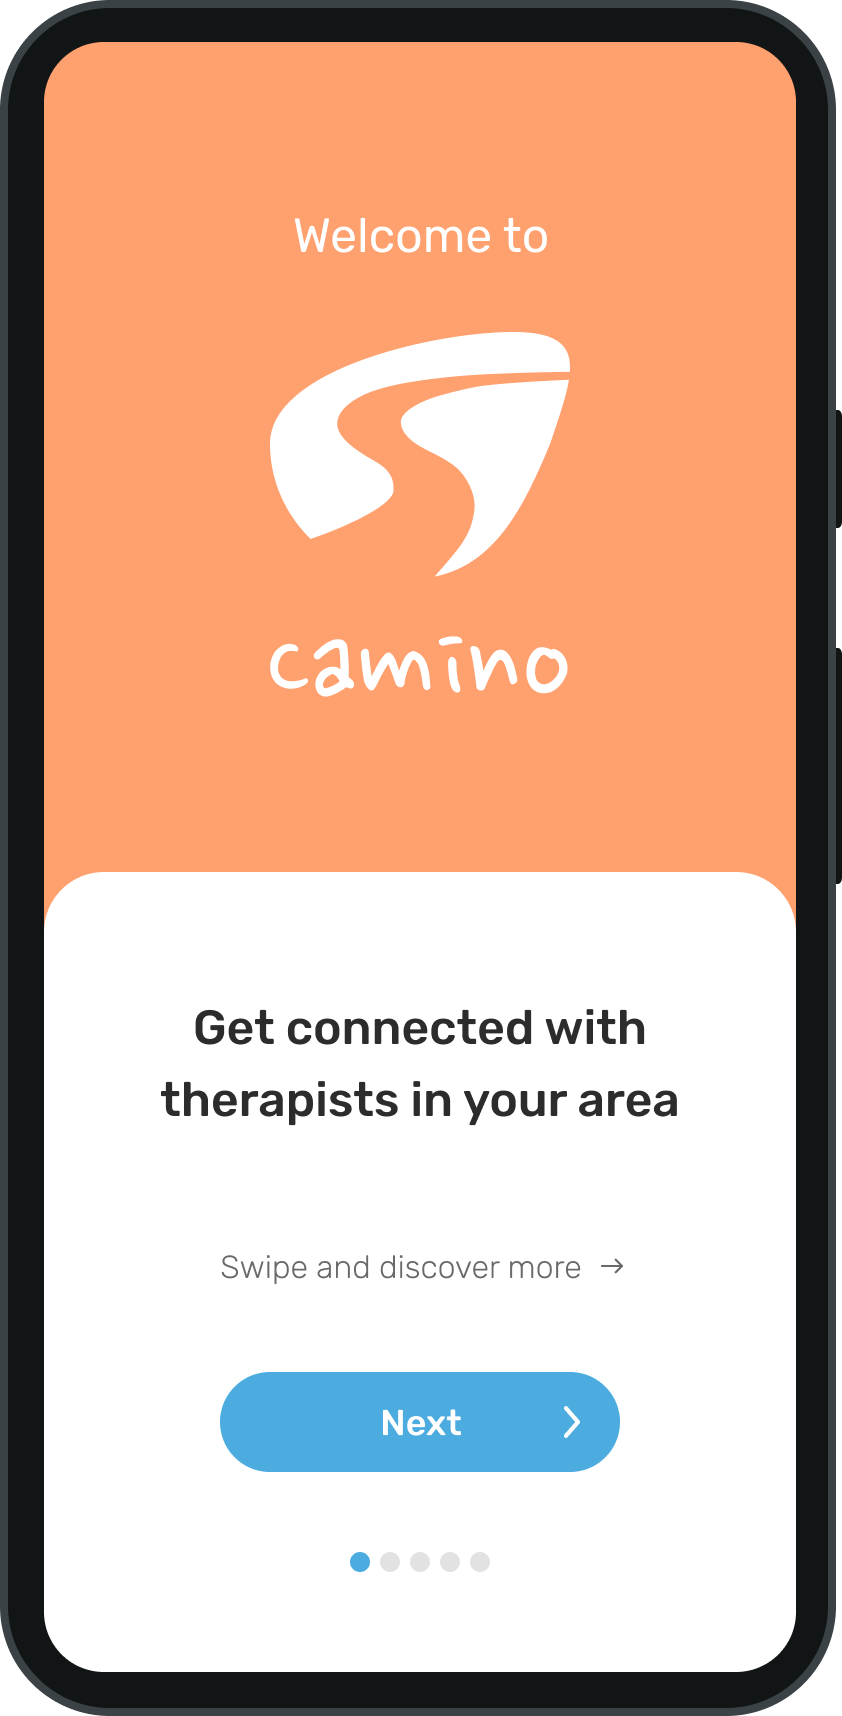 Welcome to
camino
Get connected with
therapists in your area
Swipe and discover more →
Next